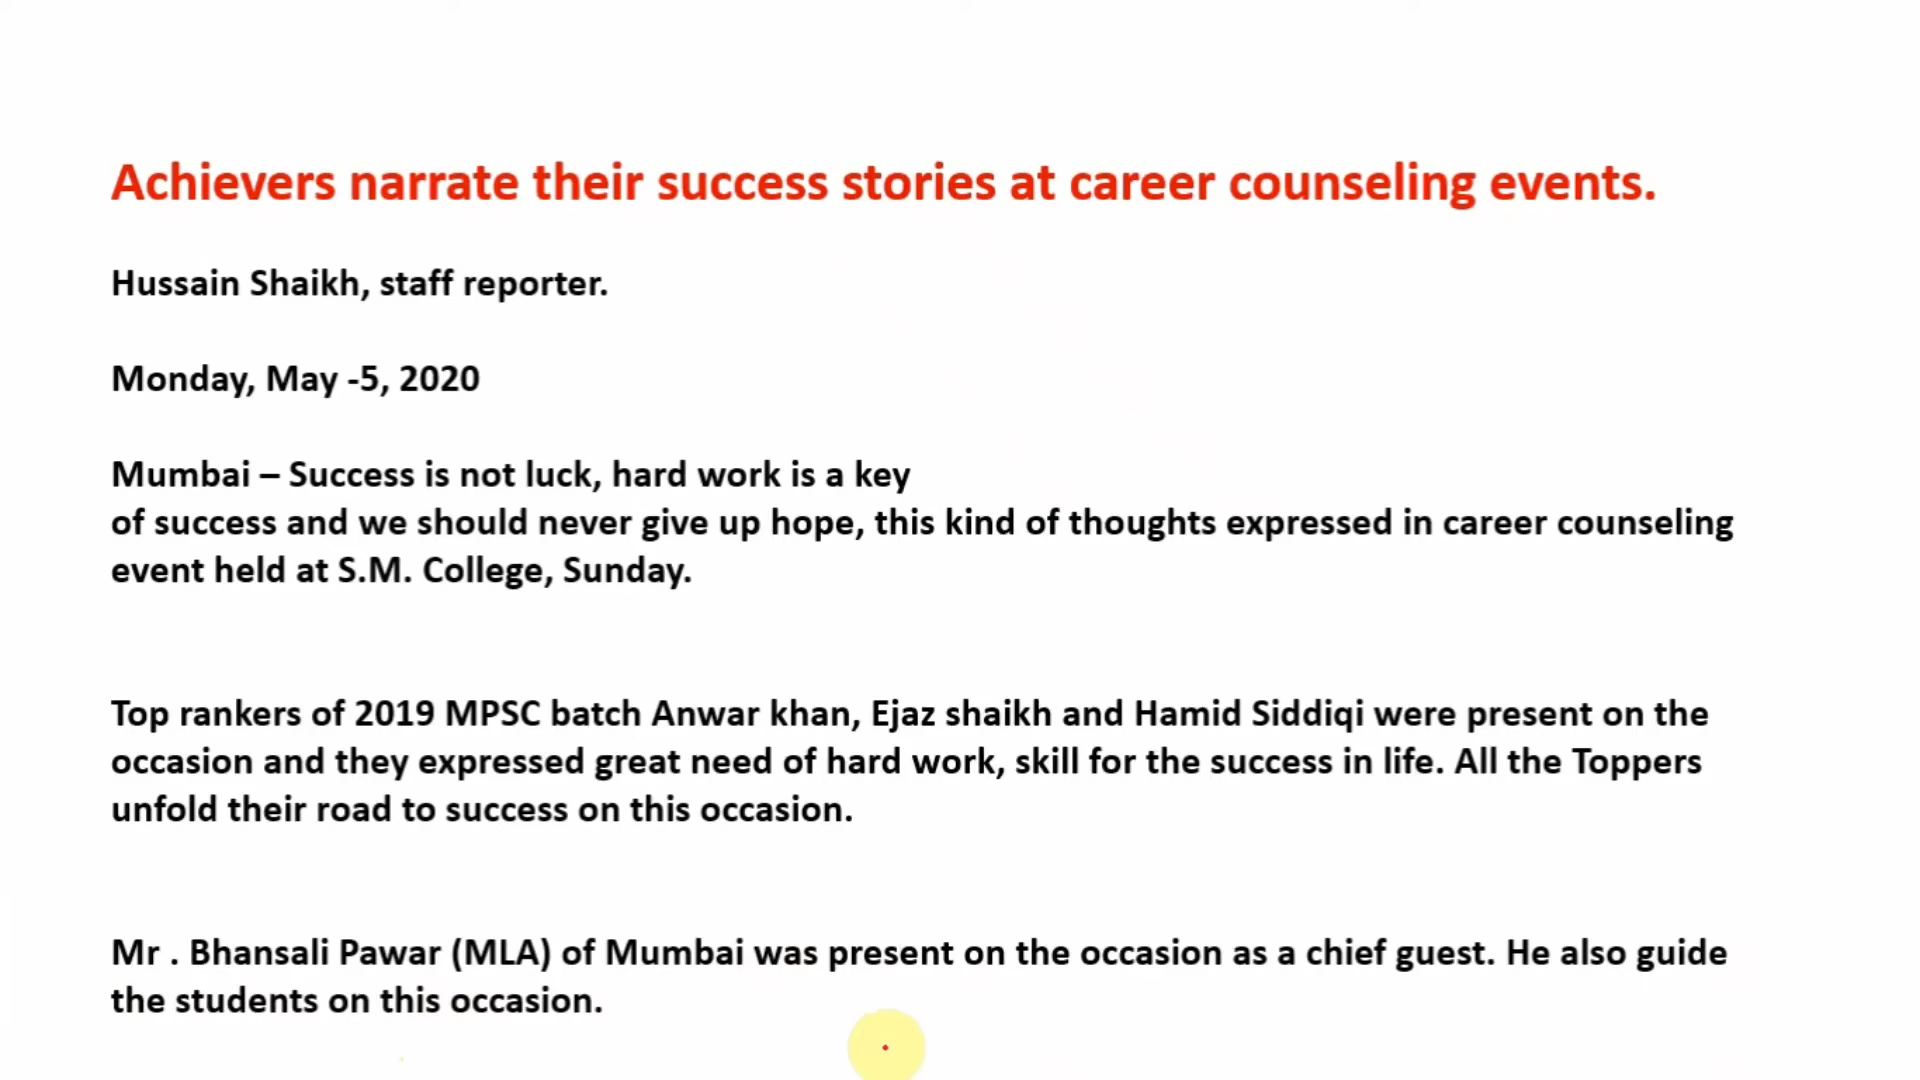 Achievers narrate their success stories at career counseling events.
Hussain Shaikh, staff reporter.
Monday, May -5, 2020
Mumbai – Success is not luck, hard work is a key
of success and we should never give up hope, this kind of thoughts expressed in career counseling
event held at S.M. College, Sunday.
Top rankers of 2019 MPSC batch Anwar khan, Ejaz shaikh and Hamid Siddiqi were present on the
occasion and they expressed great need of hard work, skill for the success in life. All the Toppers
unfold their road to success on this occasion.
Mr . Bhansali Pawar (MLA) of Mumbai was present on the occasion as a chief guest. He also guide
the students on this occasion.